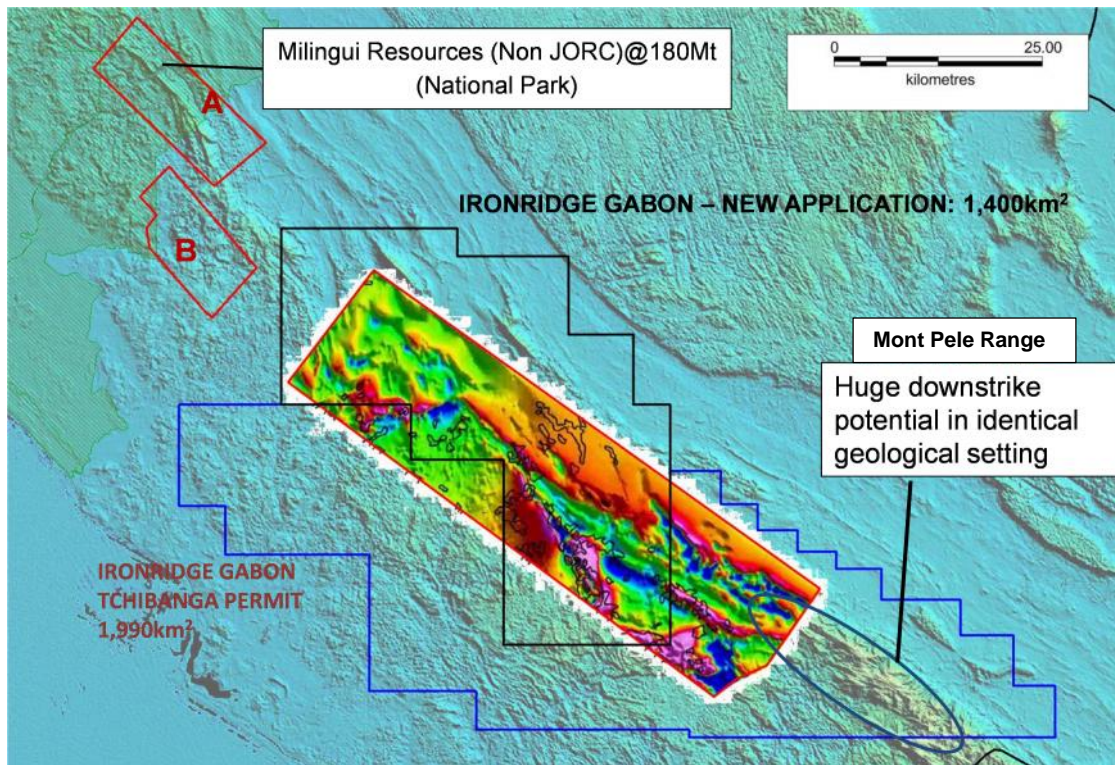 Milingui Resources (Non JORC)@180Mt
(National Park)
0 25.00
kilometres
A
B
IRONRIDGE GABON – NEW APPLICATION: 1,400km²
Mont Pele Range
Huge downstrike
potential in identical
geological setting
IRONRIDGE GABON
TCHIBANGA PERMIT
1,990km²